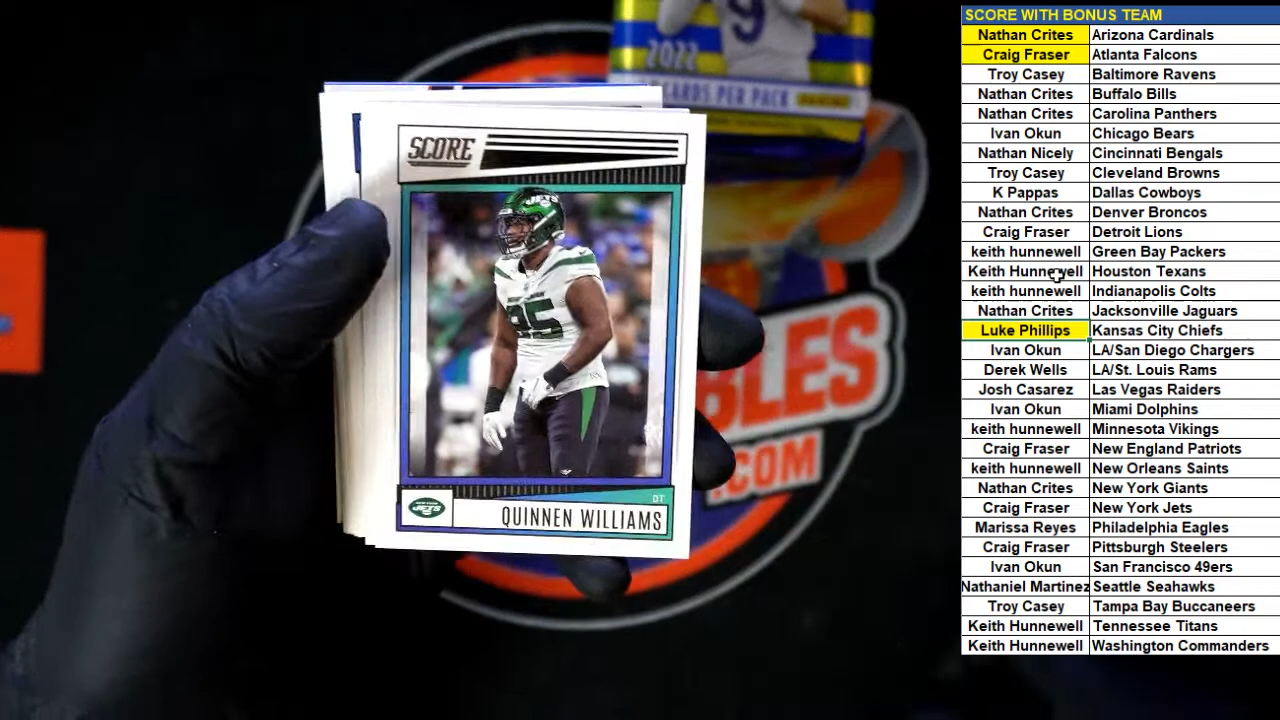 9
2022
CARDS PER PACK PANINI
SCORE
JETS
95
DT
NEW YORK
JETS
QUINNEN WILLIAMS
BLES
.COM
SCORE WITH BONUS TEAM
Nathan Crites Arizona Cardinals
Craig Fraser Atlanta Falcons
Troy Casey Baltimore Ravens
Nathan Crites Buffalo Bills
Nathan Crites Carolina Panthers
Ivan Okun Chicago Bears
Nathan Nicely Cincinnati Bengals
Troy Casey Cleveland Browns
K Pappas Dallas Cowboys
Nathan Crites Denver Broncos
Craig Fraser Detroit Lions
keith hunnewell Green Bay Packers
Keith Hunnewell Houston Texans
keith hunnewell Indianapolis Colts
Nathan Crites Jacksonville Jaguars
Luke Phillips Kansas City Chiefs
Ivan Okun LA/San Diego Chargers
Derek Wells LA/St. Louis Rams
Josh Casarez Las Vegas Raiders
Ivan Okun Miami Dolphins
keith hunnewell Minnesota Vikings
Craig Fraser New England Patriots
keith hunnewell New Orleans Saints
Nathan Crites New York Giants
Craig Fraser New York Jets
Marissa Reyes Philadelphia Eagles
Craig Fraser Pittsburgh Steelers
Ivan Okun San Francisco 49ers
Nathaniel Martinez Seattle Seahawks
Troy Casey Tampa Bay Buccaneers
Keith Hunnewell Tennessee Titans
Keith Hunnewell Washington Commanders